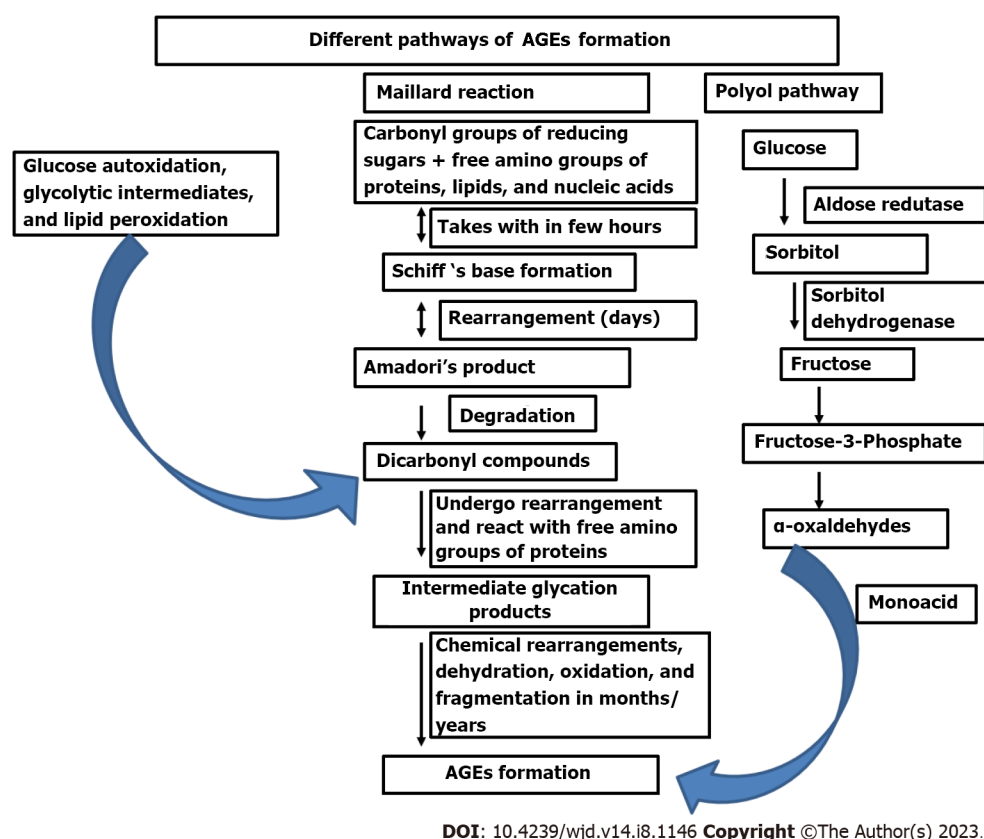 Different pathways of AGEs formation
Maillard reaction
Polyol pathway
Glucose autoxidation,
glycolytic intermediates,
and lipid peroxidation
Carbonyl groups of reducing
sugars + free amino groups of
proteins, lipids, and nucleic acids
Takes with in few hours
Schiff ‛s base formation
Rearrangement (days)
Amadori’s product
Degradation
Dicarbonyl compounds
Undergo rearrangement
and react with free amino
groups of proteins
Intermediate glycation
products
Chemical rearrangements,
dehydration, oxidation, and
fragmentation in months/
years
AGEs formation
Glucose
Aldose redutase
Sorbitol
Sorbitol
dehydrogenase
Fructose
Fructose-3-Phosphate
α-oxaldehydes
Monoacid
DOI: 10.4239/wjd.v14.i8.1146 Copyright ©The Author(s) 2023.